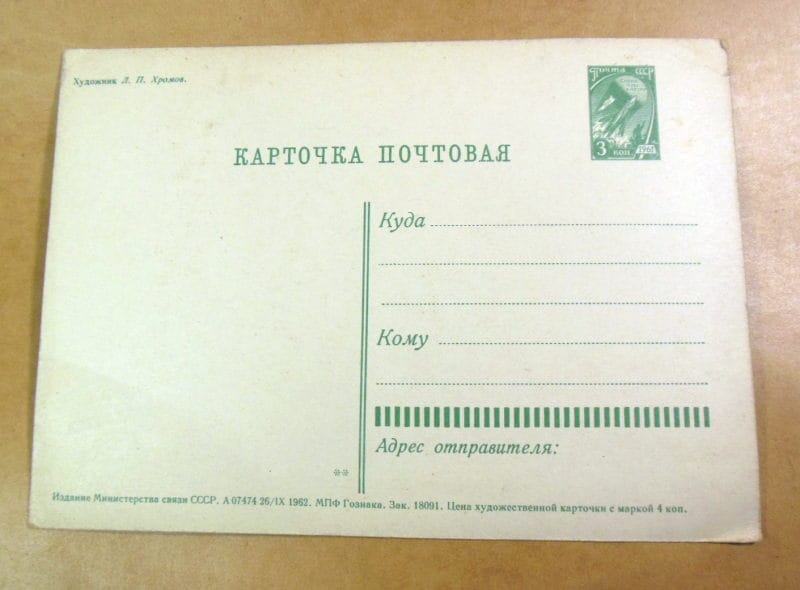 Художник Л. П. Хромов.
Почта СССР
3 коп. 1961
КАРТОЧКА ПОЧТОВАЯ
Куда
Кому
Адрес отправителя:
**
Издание Министерства связи СССР. А 07474 26/IX 1962. МПФ Гознака. Зак. 18091. Цена художественной карточки с маркой 4 коп.